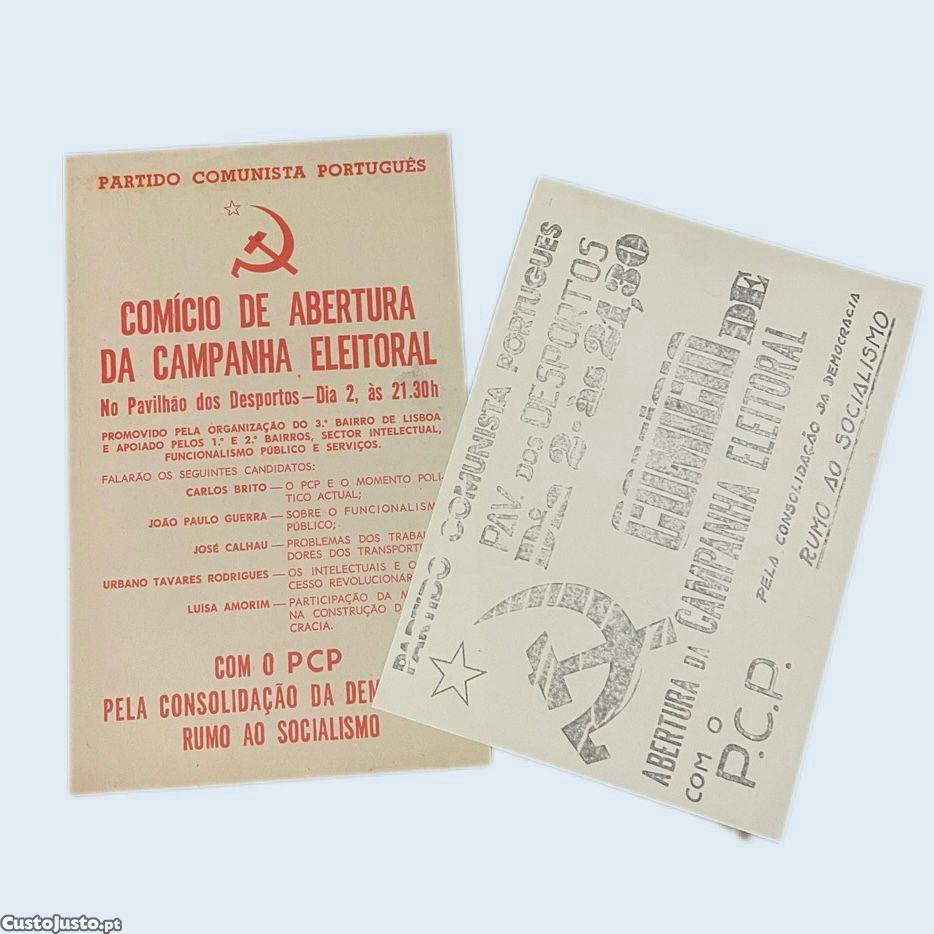 PARTIDO COMUNISTA PORTUGUÊS
COMÍCIO DE ABERTURA
DA CAMPANHA ELEITORAL
No Pavilhão dos Desportos — Dia 2, às 21.30h
PROMOVIDO PELA ORGANIZAÇÃO DO 3.º BAIRRO DE LISBOA
E APOIADO PELOS 1.º E 2.º BAIRROS, SECTOR INTELECTUAL,
FUNCIONALISMO PÚBLICO E SERVIÇOS.
FALARÃO OS SEGUINTES CANDIDATOS:
CARLOS BRITO — O PCP E O MOMENTO POLI-
TICO ACTUAL;
JOÃO PAULO GUERRA — SOBRE O FUNCIONALISM
PÚBLICO;
JOSÉ CALHAU — PROBLEMAS DOS TRABA
DORES DOS TRANSPORT
URBANO TAVARES RODRIGUES — OS INTELECTUAIS E O
CESSO REVOLUCIONÁR
LUÍSA AMORIM — PARTICIPAÇÃO DA M
NA CONSTRUÇÃO D
CRACIA.
COM O PCP
PELA CONSOLIDAÇÃO DA DEM
RUMO AO SOCIALISMO
PARTIDO COMUNISTA PORTUGUÊS
PAV. DOS DESPORTOS
Dia 2-às 21,30
COMÍCIO DE
ABERTURA DA CAMPANHA ELEITORAL
COM O
P.C.P.
PELA CONSOLIDAÇÃO DA DEMOCRACIA
RUMO AO SOCIALISMO
CustoJusto.pt